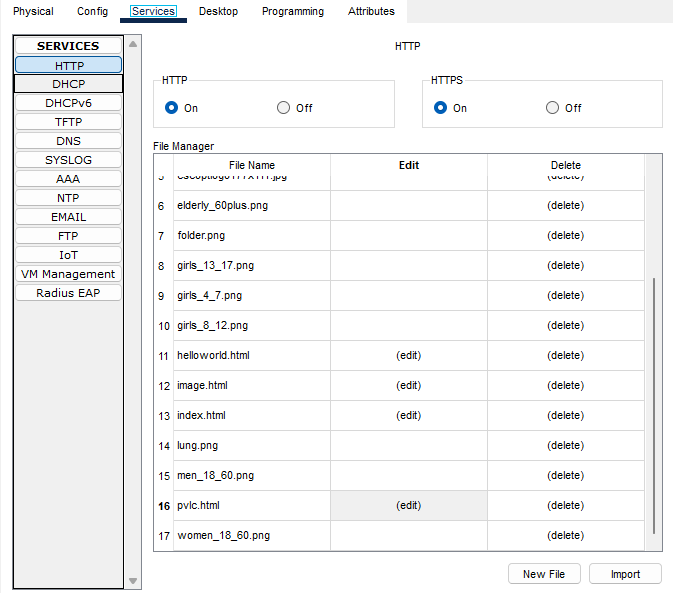 Physical Config Services Desktop Programming Attributes
SERVICES
HTTP
DHCP
DHCPv6
TFTP
DNS
SYSLOG
AAA
NTP
EMAIL
FTP
IoT
VM Management
Radius EAP
HTTP
HTTP
On Off
HTTPS
On Off
File Manager
File Name Edit Delete
5 (delete)
6 elderly_60plus.png (delete)
7 folder.png (delete)
8 girls_13_17.png (delete)
9 girls_4_7.png (delete)
10 girls_8_12.png (delete)
11 helloworld.html (edit) (delete)
12 image.html (edit) (delete)
13 index.html (edit) (delete)
14 lung.png (delete)
15 men_18_60.png (delete)
16 pvlc.html (edit) (delete)
17 women_18_60.png (delete)
New File Import